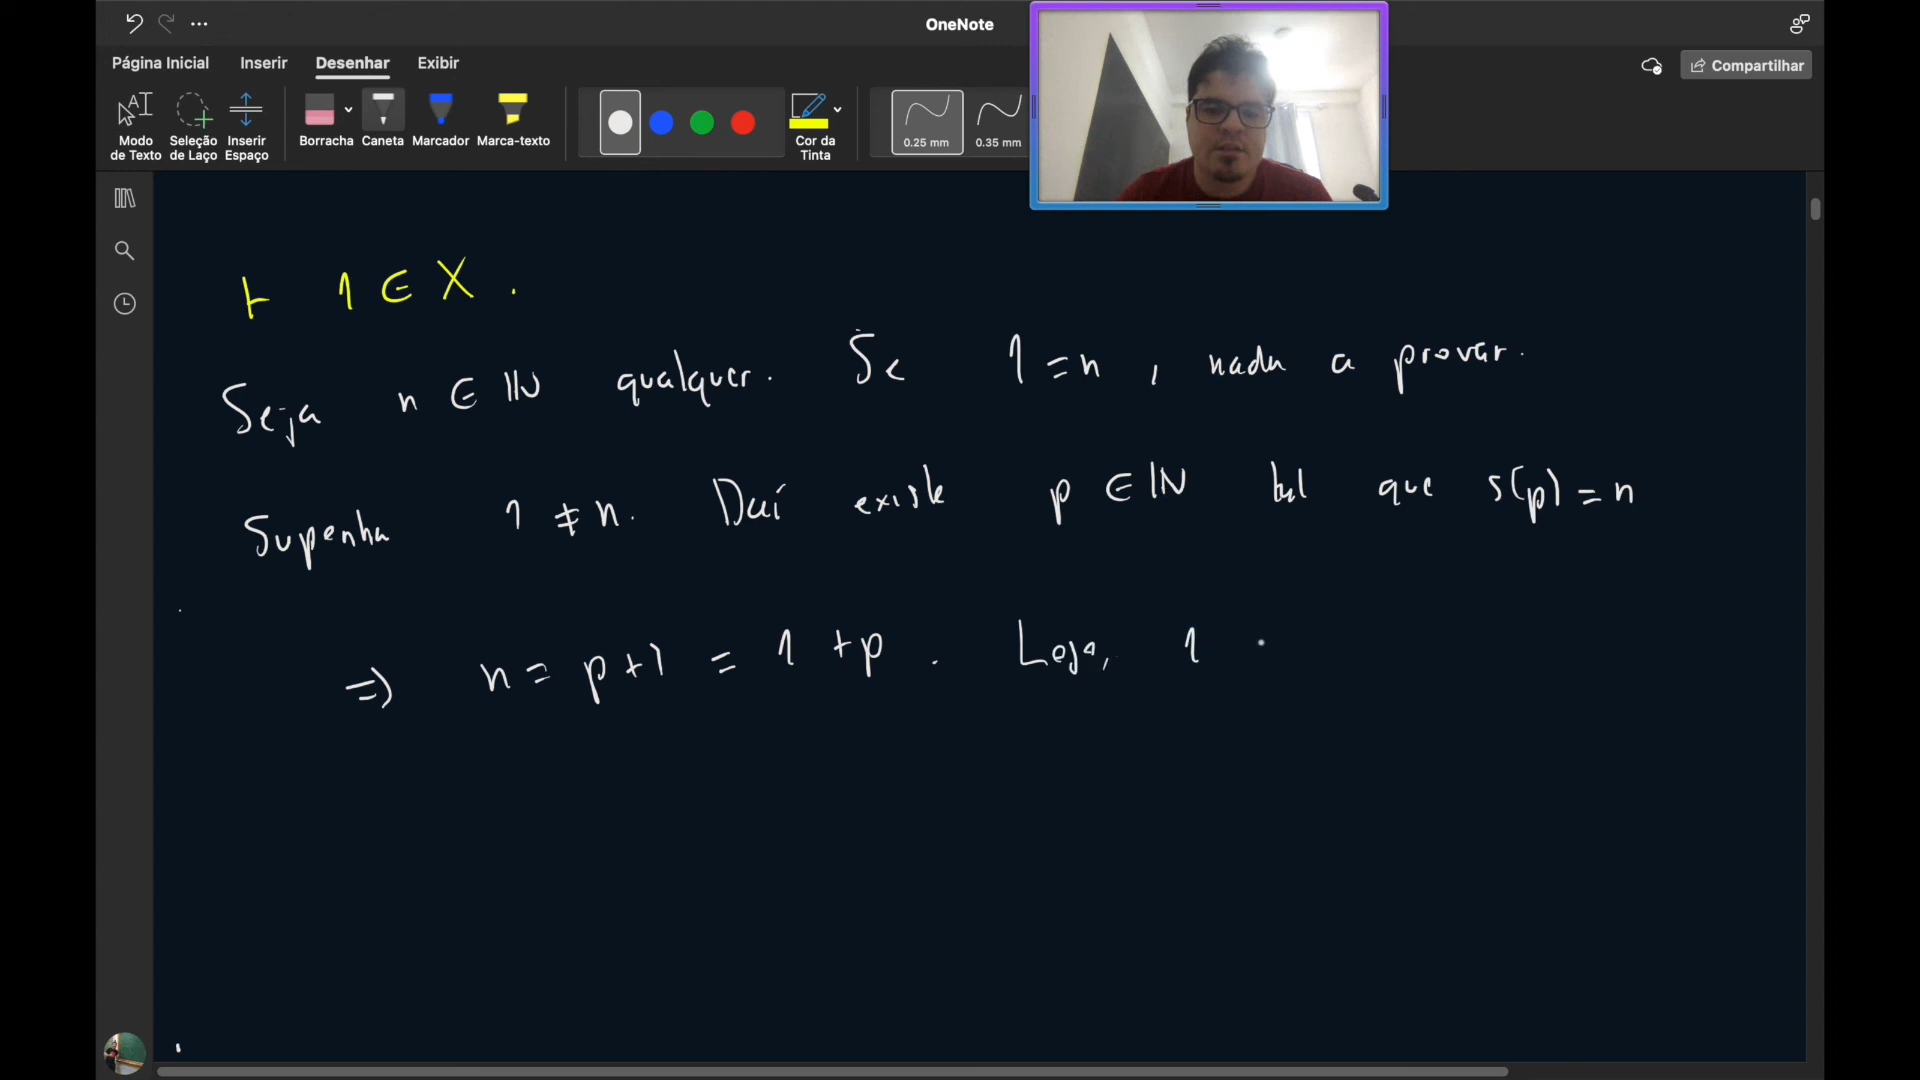 OneNote
Página Inicial Inserir Desenhar Exibir
Compartilhar
Modo de Texto Seleção de Laço Inserir Espaço Borracha Caneta Marcador Marca-texto Cor da Tinta 0.25 mm 0.35 mm
⊢ 1 ∈ X .
Seja n ∈ ℕ qualquer. Se 1 = n , nada a provar.
Suponha 1 ≠ n. Daí existe p ∈ ℕ tal que s(p) = n
⇒ n = p+1 = 1 + p . Logo, 1